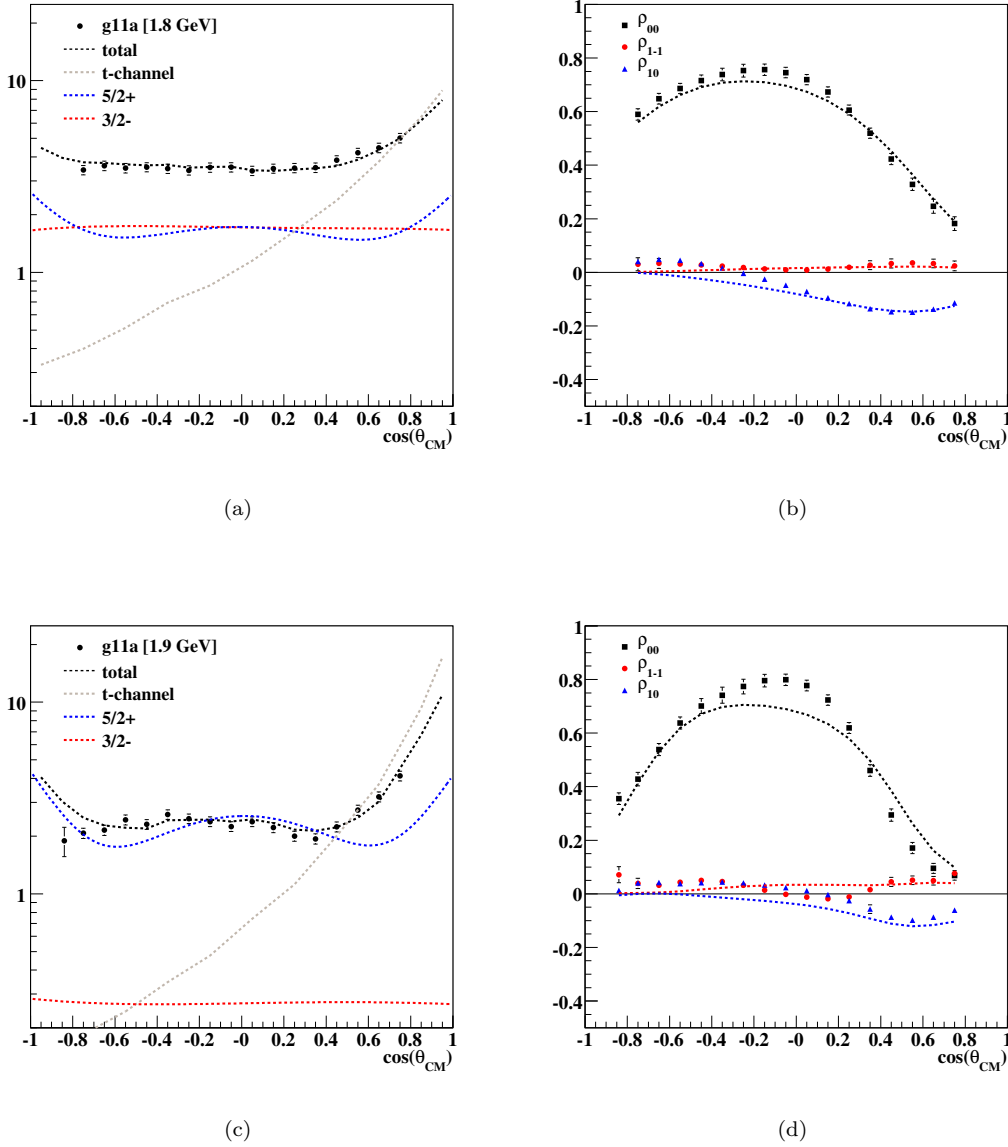 g11a [1.8 GeV]
total
t-channel
5/2+
3/2-
10
1
-1 -0.8 -0.6 -0.4 -0.2 -0 0.2 0.4 0.6 0.8 1
cos(θCM)
(a)
1
0.8
0.6
0.4
0.2
0
-0.2
-0.4
ρ00
ρ1-1
ρ10
-1 -0.8 -0.6 -0.4 -0.2 -0 0.2 0.4 0.6 0.8 1
cos(θCM)
(b)
g11a [1.9 GeV]
total
t-channel
5/2+
3/2-
10
1
-1 -0.8 -0.6 -0.4 -0.2 -0 0.2 0.4 0.6 0.8 1
cos(θCM)
(c)
1
0.8
0.6
0.4
0.2
0
-0.2
-0.4
ρ00
ρ1-1
ρ10
-1 -0.8 -0.6 -0.4 -0.2 -0 0.2 0.4 0.6 0.8 1
cos(θCM)
(d)